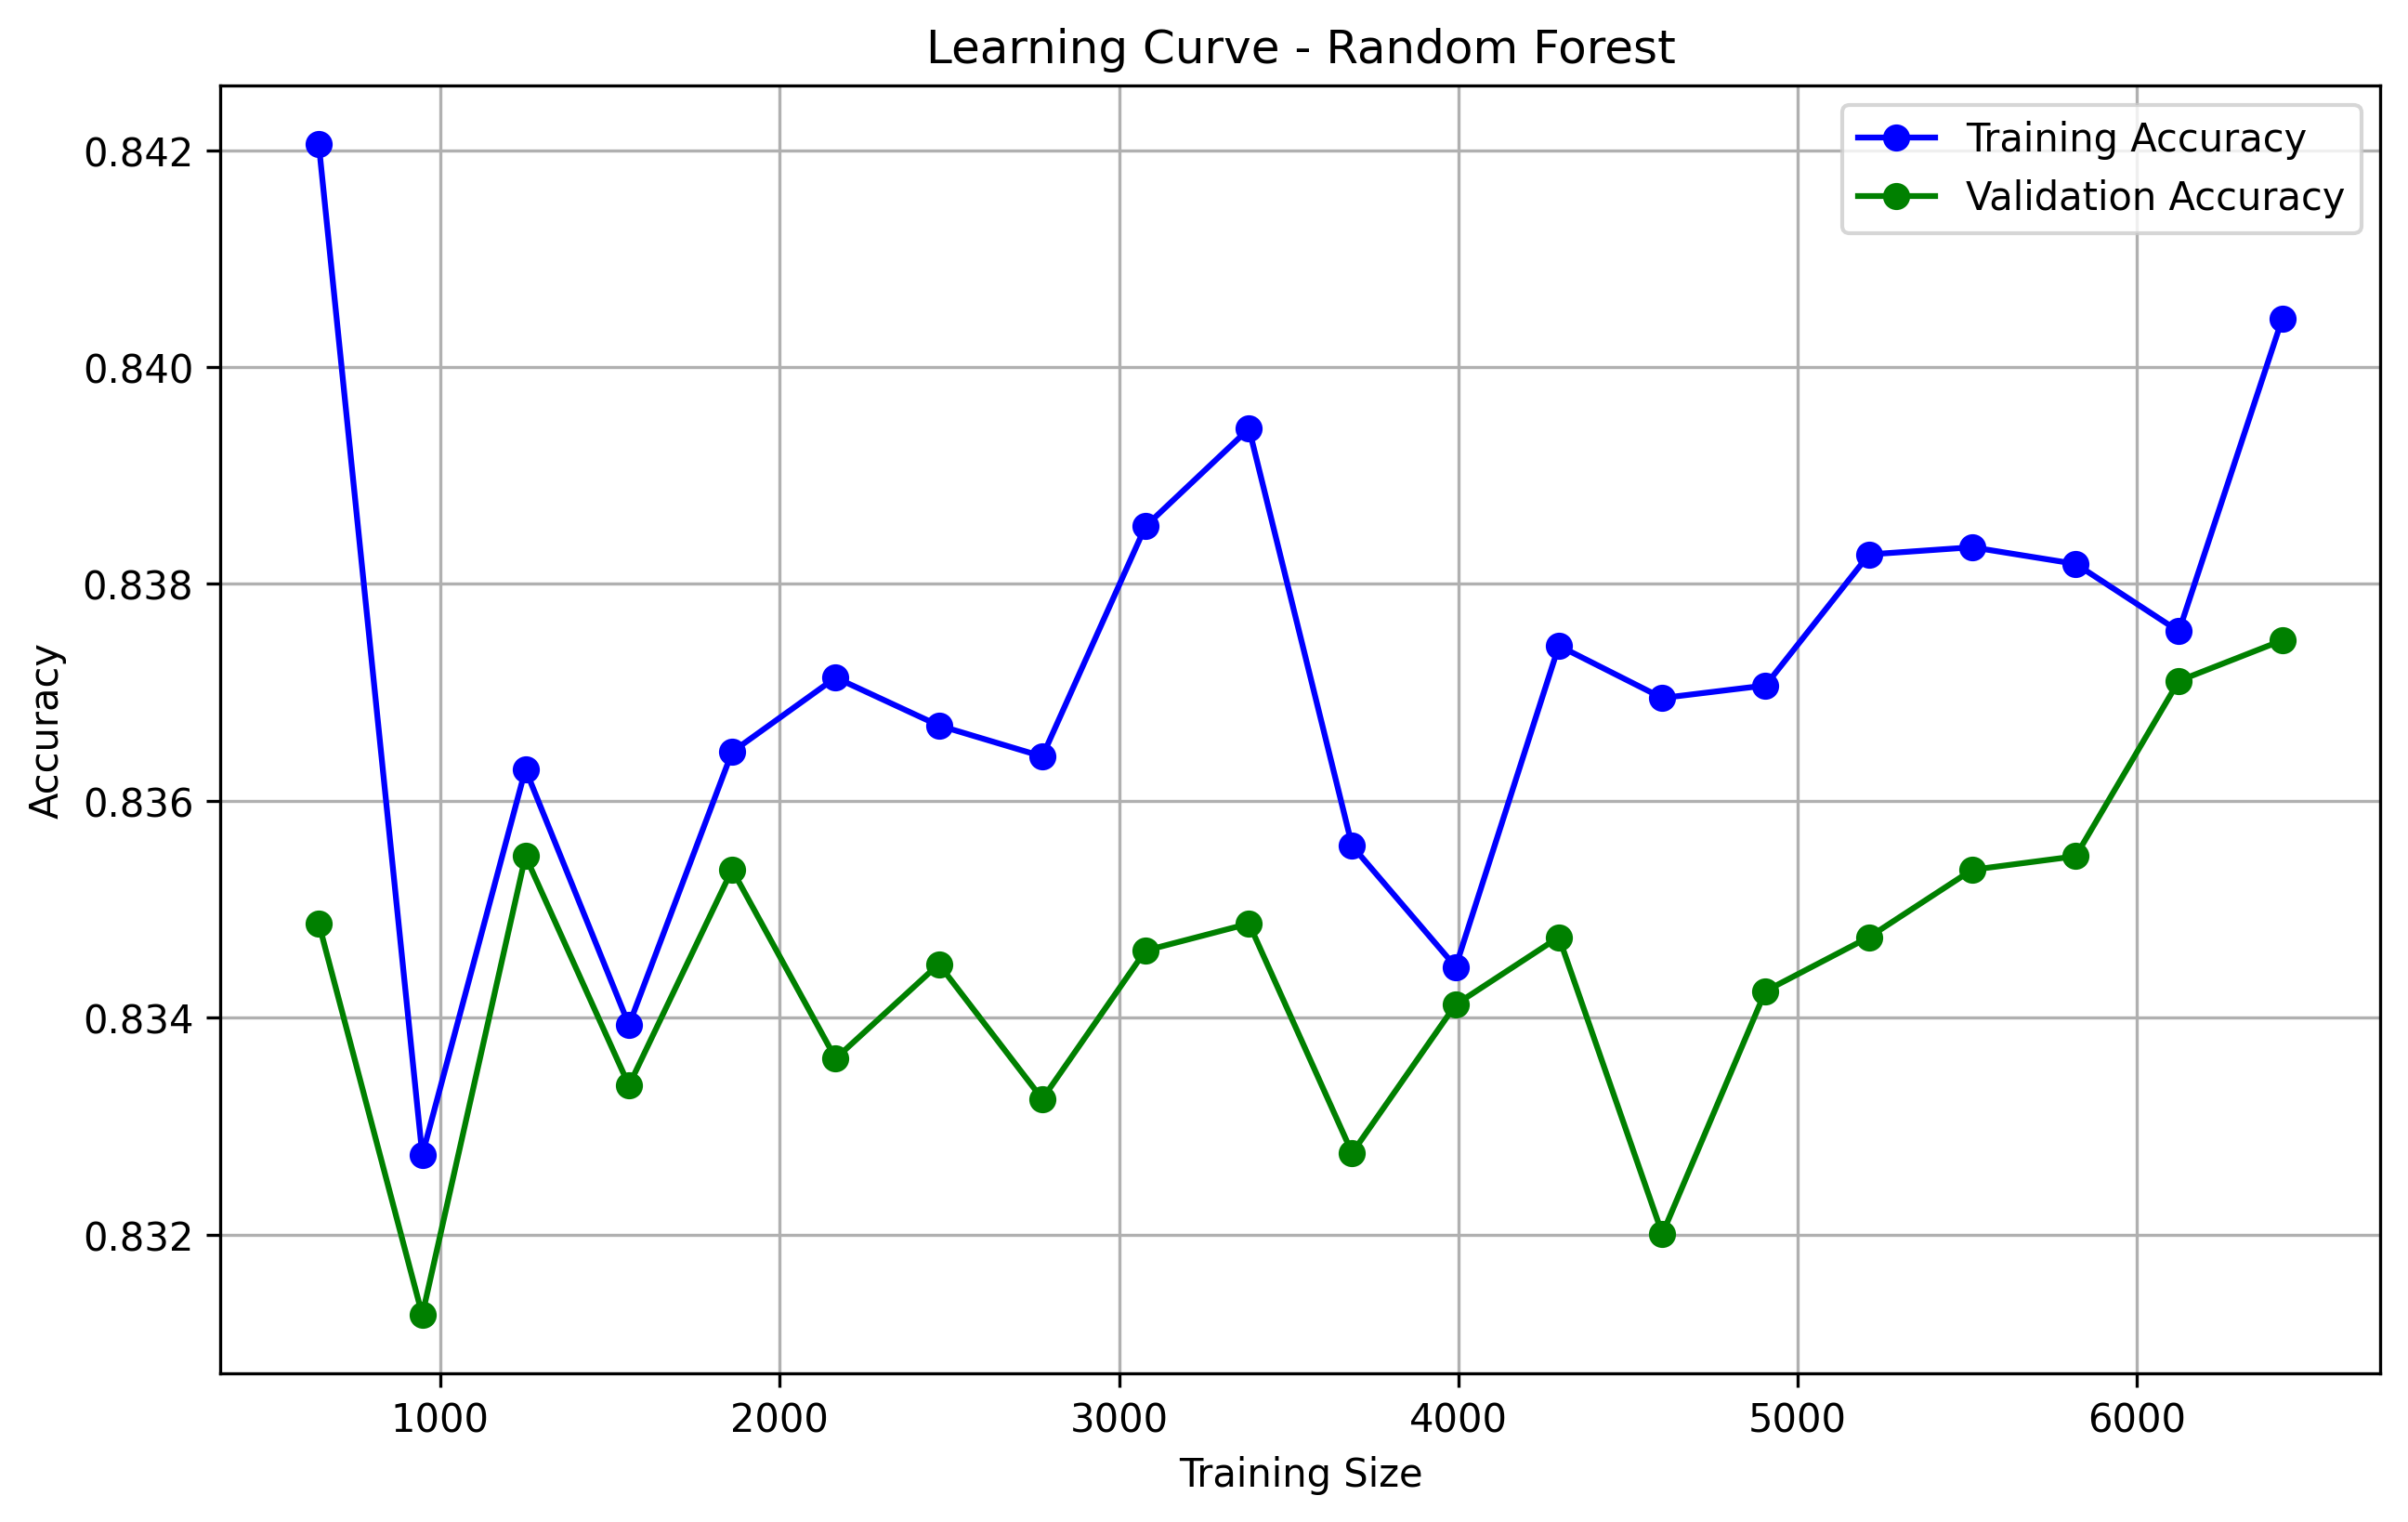 Learning Curve - Random Forest
Training Accuracy
Validation Accuracy
0.842
0.840
0.838
0.836
0.834
0.832
Accuracy
1000 2000 3000 4000 5000 6000
Training Size